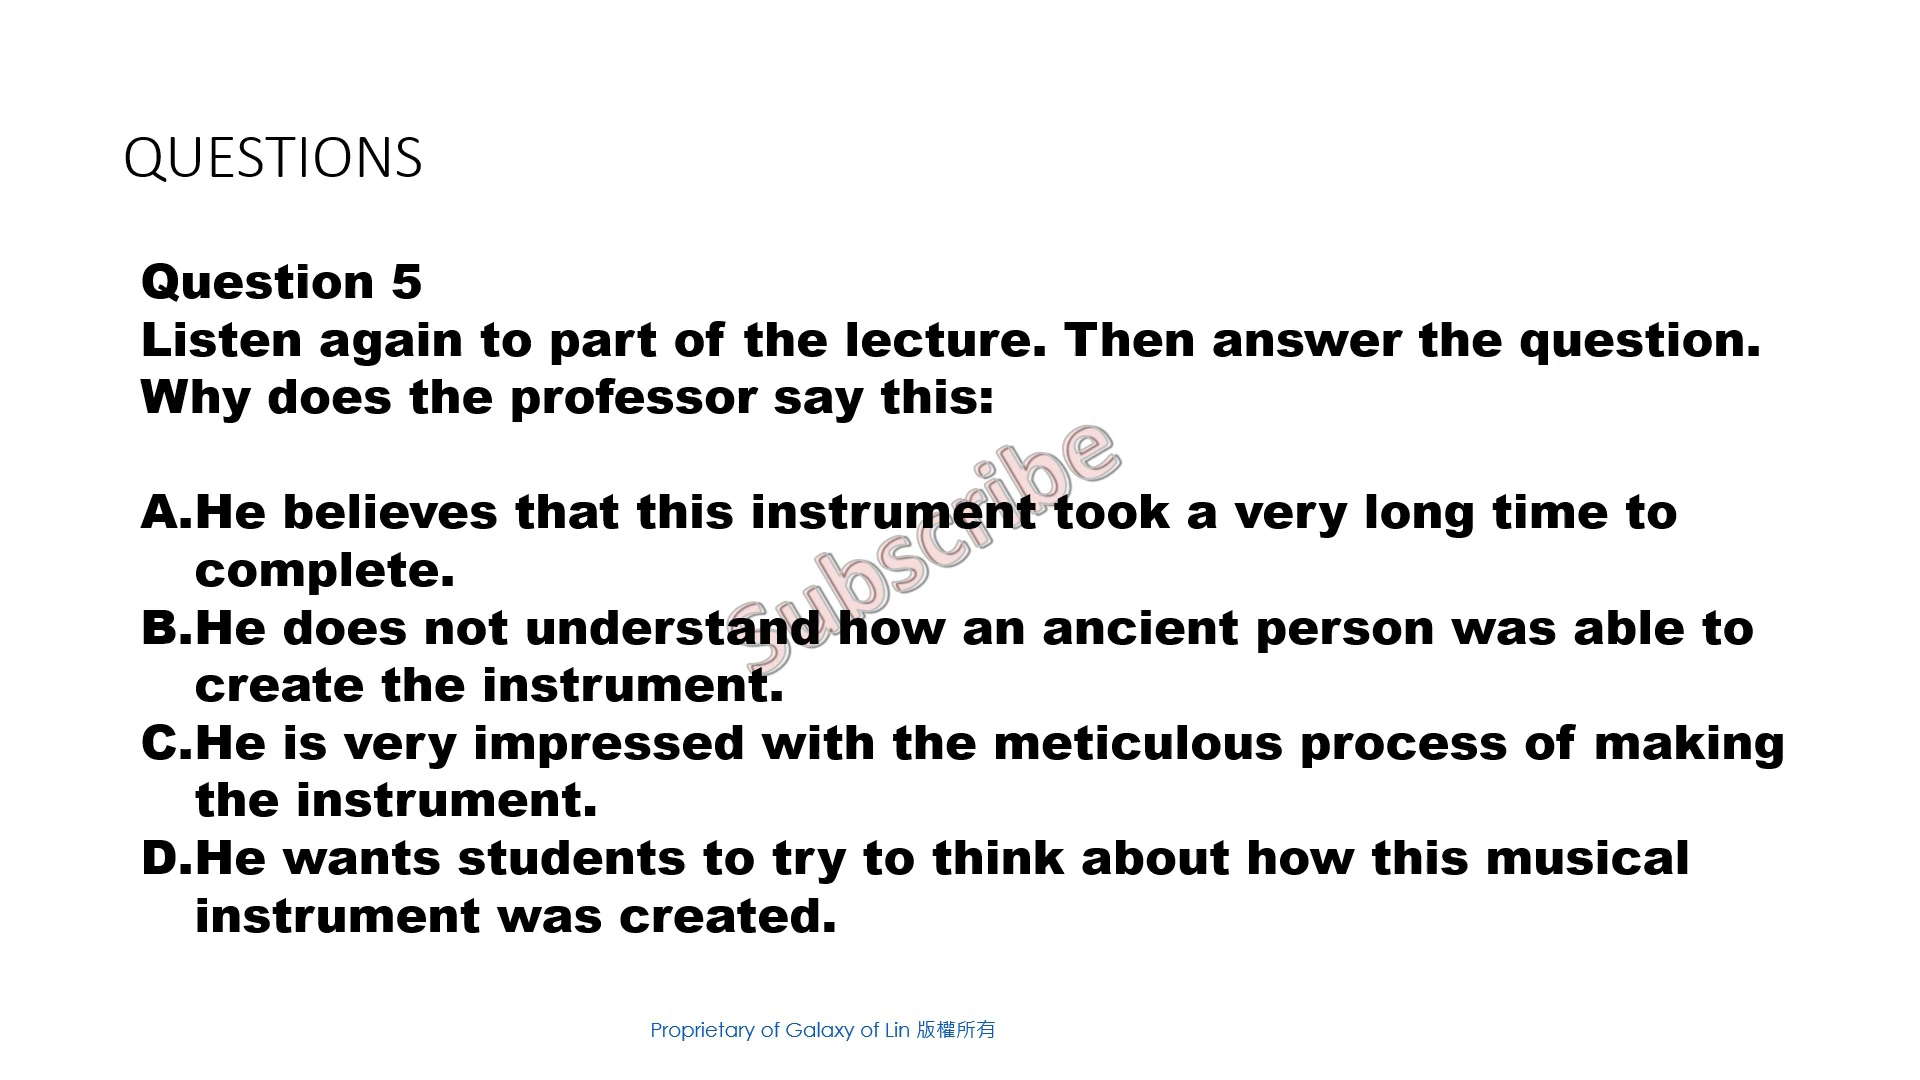 QUESTIONS
Question 5
Listen again to part of the lecture. Then answer the question.
Why does the professor say this:
A.He believes that this instrument took a very long time to
complete.
B.He does not understand how an ancient person was able to
create the instrument.
C.He is very impressed with the meticulous process of making
the instrument.
D.He wants students to try to think about how this musical
instrument was created.
Subscribe
Proprietary of Galaxy of Lin 版權所有